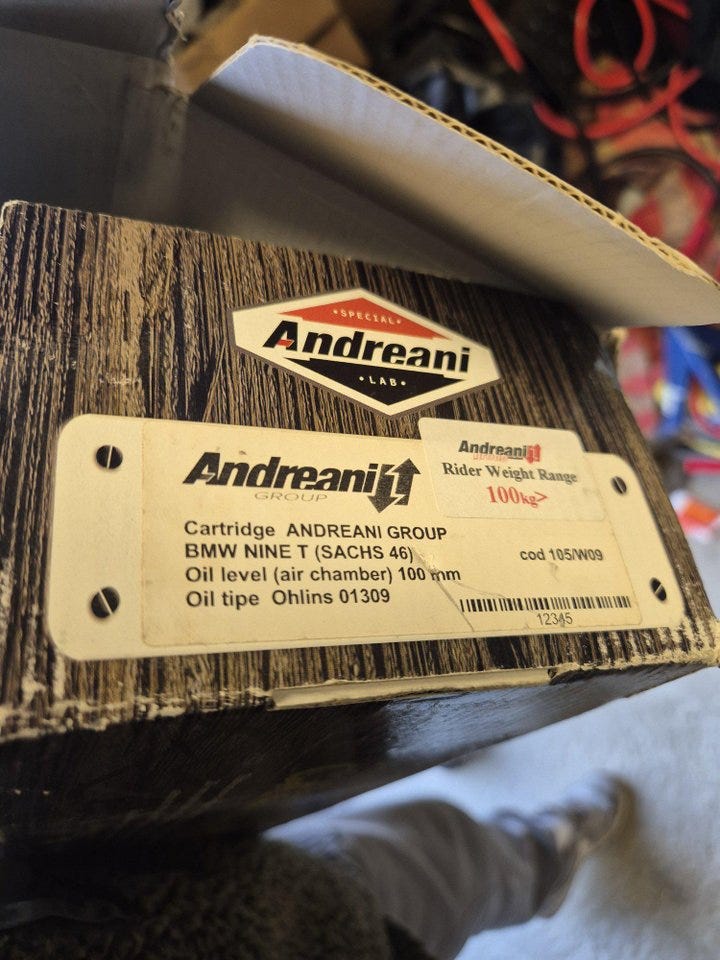 •SPECIAL•
Andreani
•LAB•
Andreani
GROUP
Andreani
Rider Weight Range
100kg>
Cartridge ANDREANI GROUP
BMW NINE T (SACHS 46)
cod 105/W09
Oil level (air chamber) 100 mm
Oil tipe Ohlins 01309
12345